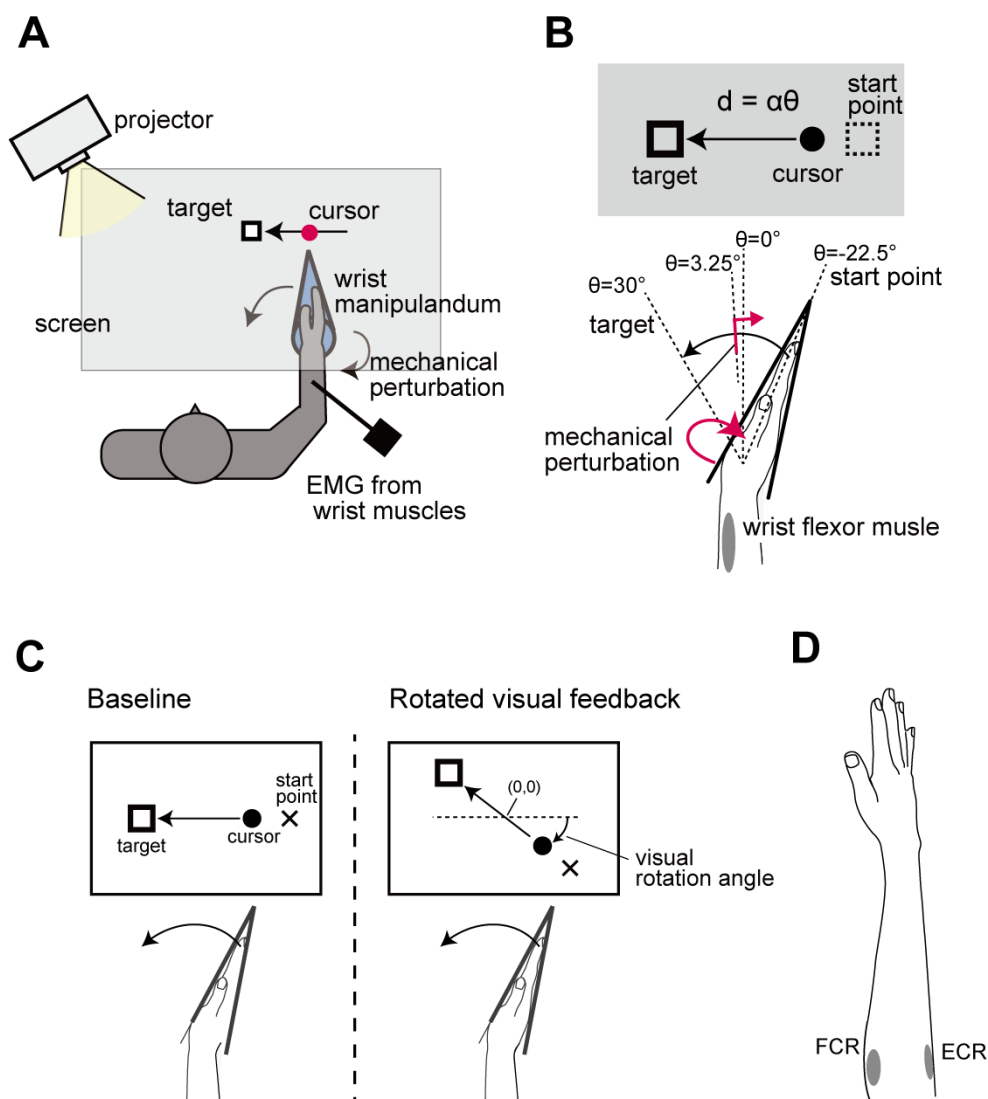 A
projector
target
cursor
wrist
manipulandum
screen
mechanical
perturbation
EMG from
wrist muscles
B
d = αθ
start
point
target
cursor
θ=0°
θ=3.25°
θ=-22.5°
start point
θ=30°
target
mechanical
perturbation
wrist flexor musle
C
Baseline
Rotated visual feedback
start
point
target
cursor
(0,0)
visual
rotation angle
D
FCR
ECR